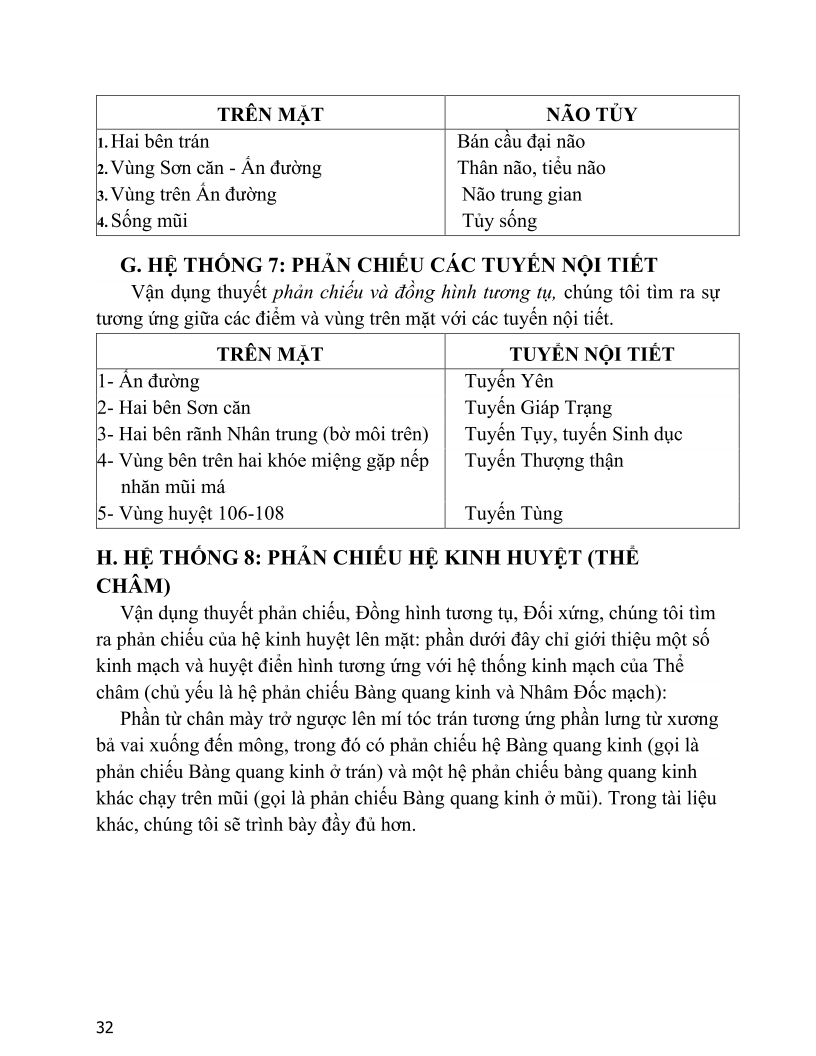 TRÊN MẶT NÃO TỦY
1. Hai bên trán Bán cầu đại não
2. Vùng Sơn căn - Ấn đường Thân não, tiểu não
3. Vùng trên Ấn đường Não trung gian
4. Sống mũi Tủy sống
G. HỆ THỐNG 7: PHẢN CHlẾU CÁC TUYẾN NỘI TIẾT
Vận dụng thuyết phản chiếu và đồng hình tương tụ, chúng tôi tìm ra sự
tương ứng giữa các điểm và vùng trên mặt với các tuyến nội tiết.
TRÊN MẶT TUYẾN NỘI TIẾT
1- Ấn đường Tuyến Yên
2- Hai bên Sơn căn Tuyến Giáp Trạng
3- Hai bên rãnh Nhân trung (bờ môi trên) Tuyến Tụy, tuyến Sinh dục
4- Vùng bên trên hai khóe miệng gặp nếp Tuyến Thượng thận
nhăn mũi má
5- Vùng huyệt 106-108 Tuyến Tùng
H. HỆ THỐNG 8: PHẢN CHIẾU HỆ KINH HUYỆT (THỂ
CHÂM)
Vận dụng thuyết phản chiếu, Đồng hình tương tụ, Đối xứng, chúng tôi tìm
ra phản chiếu của hệ kinh huyệt lên mặt: phần dưới đây chỉ giới thiệu một số
kinh mạch và huyệt điển hình tương ứng với hệ thống kinh mạch của Thể
châm (chủ yếu là hệ phản chiếu Bàng quang kinh và Nhâm Đốc mạch):
Phần từ chân mày trở ngược lên mí tóc trán tương ứng phần lưng từ xương
bả vai xuống đến mông, trong đó có phản chiếu hệ Bàng quang kinh (gọi là
phản chiếu Bàng quang kinh ở trán) và một hệ phản chiếu bàng quang kinh
khác chạy trên mũi (gọi là phản chiếu Bàng quang kinh ở mũi). Trong tài liệu
khác, chúng tôi sẽ trình bày đầy đủ hơn.
32